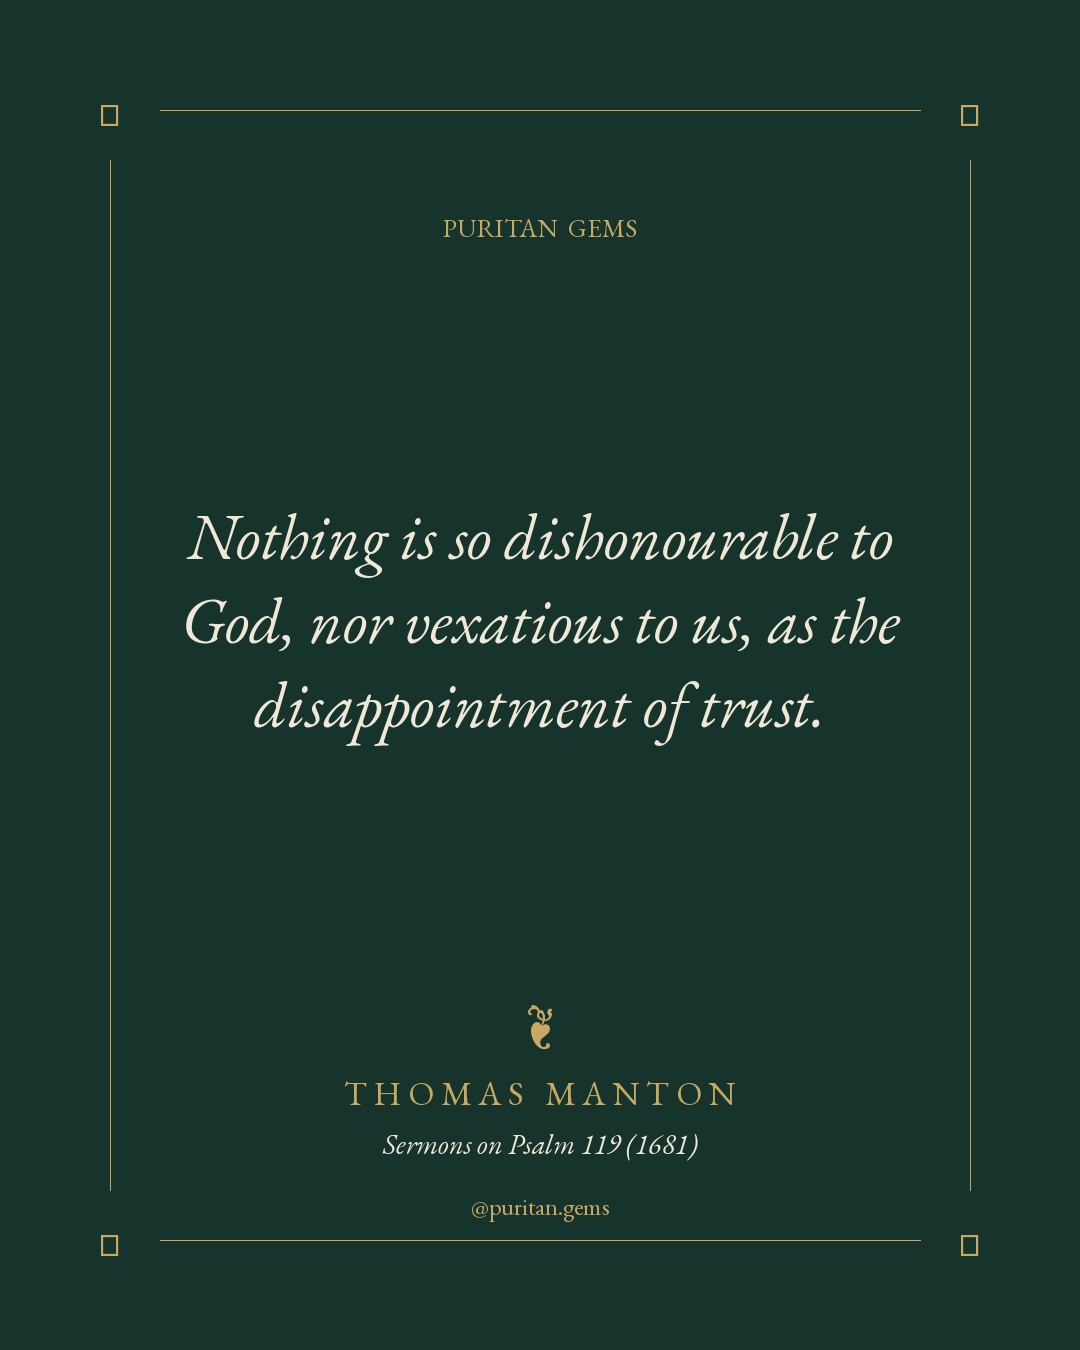 PURITAN GEMS
Nothing is so dishonourable to
God, nor vexatious to us, as the
disappointment of trust.
THOMAS MANTON
Sermons on Psalm 119 (1681)
@puritan.gems